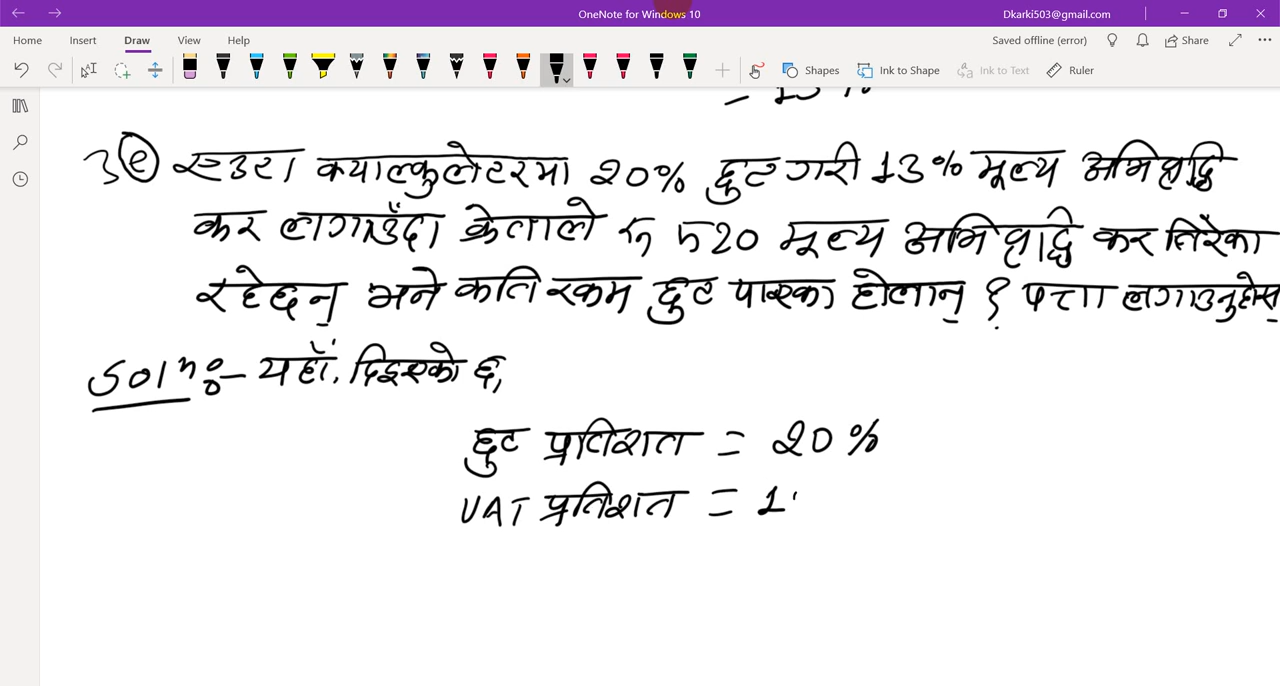 OneNote for Windows 10
Dkarki503@gmail.com
Home Insert Draw View Help
Saved offline (error) Share
Shapes Ink to Shape Ink to Text Ruler
3 e एउटा क्याल्कुलेटरमा 20% छुट गरी 13% मूल्य अभिवृद्धि
कर लगाउँदा क्रेताले रु 520 मूल्य अभिवृद्धि कर तिरेका
रहेछन् भने कति रकम छुट पाएका होलान् ? पत्ता लगाउनुहोस्
Soln:- यहाँ, दिइएको छ,
छुट प्रतिशत = 20%
VAT प्रतिशत = 1